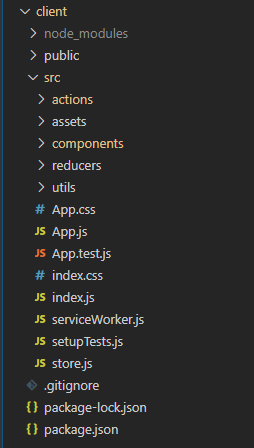 client
node_modules
public
src
actions
assets
components
reducers
utils
# App.css
JS App.js
JS App.test.js
# index.css
JS index.js
JS serviceWorker.js
JS setupTests.js
JS store.js
.gitignore
{} package-lock.json
{} package.json